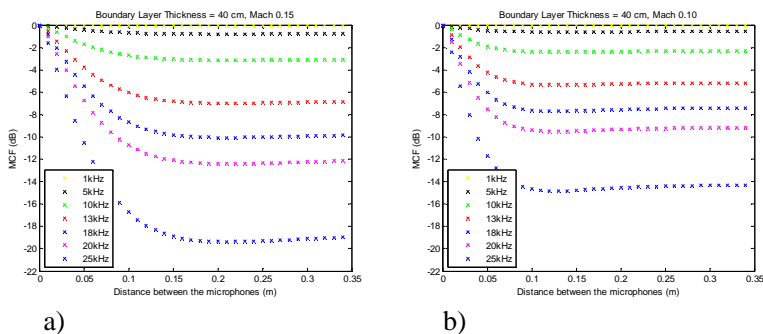 Boundary Layer Thickness = 40 cm, Mach 0.15
0
-2
-4
-6
-8
-10
-12
-14
-16
-18
-20
-22
MCF (dB)
1kHz
5kHz
10kHz
13kHz
18kHz
20kHz
25kHz
0 0.05 0.1 0.15 0.2 0.25 0.3 0.35
Distance between the microphones (m)
a)
Boundary Layer Thickness = 40 cm, Mach 0.10
0
-2
-4
-6
-8
-10
-12
-14
-16
-18
-20
-22
MCF (dB)
1kHz
5kHz
10kHz
13kHz
18kHz
20kHz
25kHz
0 0.05 0.1 0.15 0.2 0.25 0.3 0.35
Distance between the microphones (m)
b)